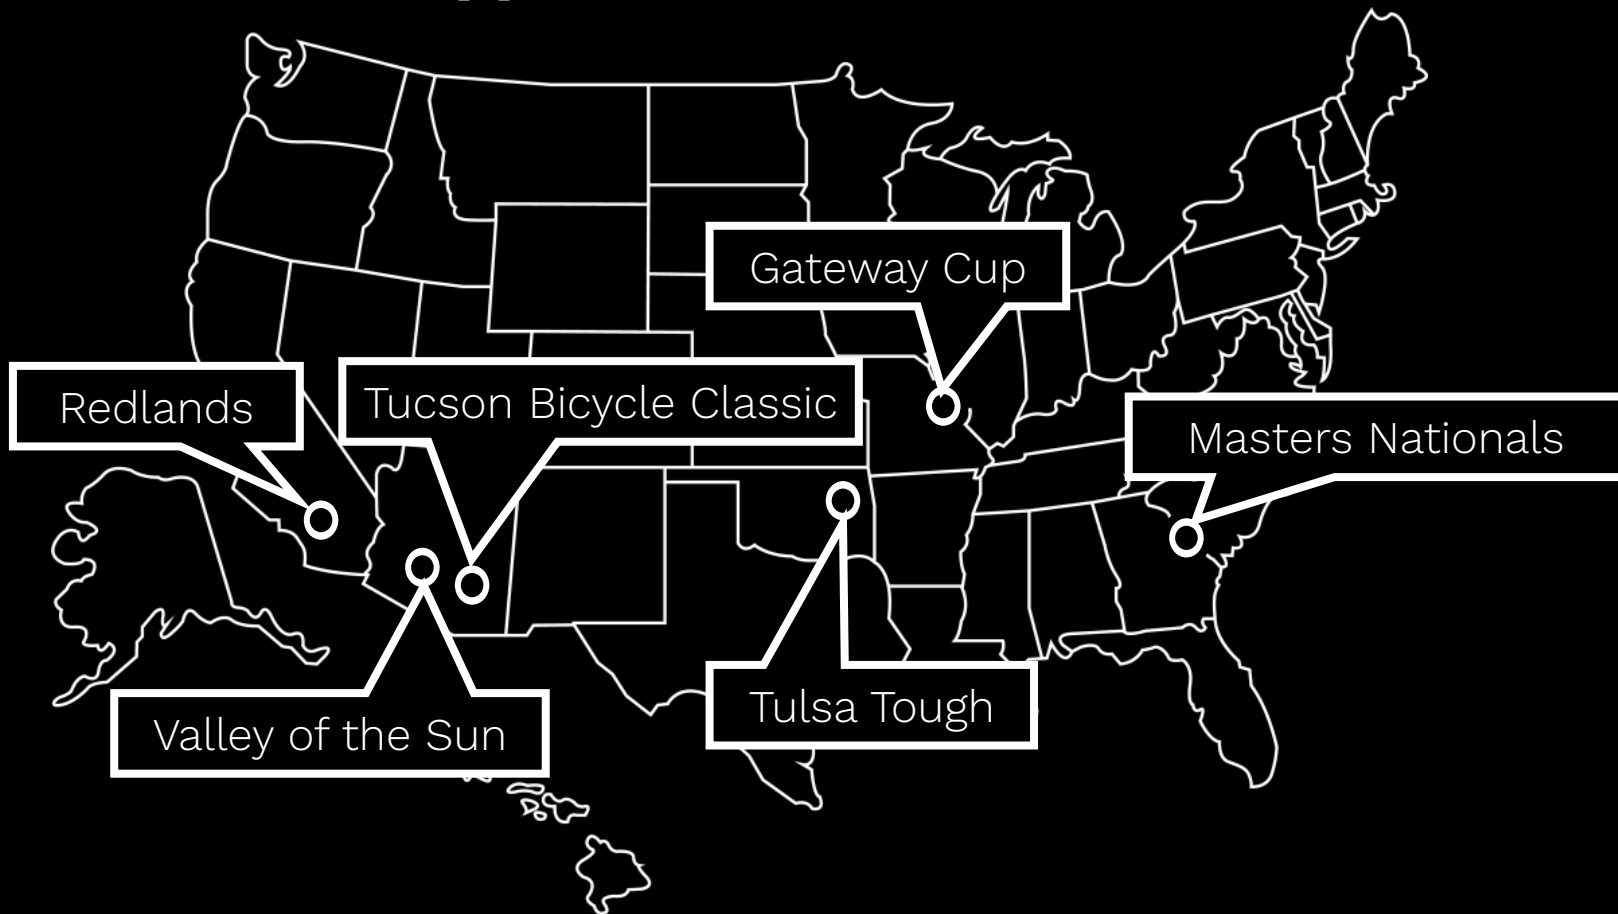 Gateway Cup
Redlands
Tucson Bicycle Classic
Masters Nationals
Valley of the Sun
Tulsa Tough